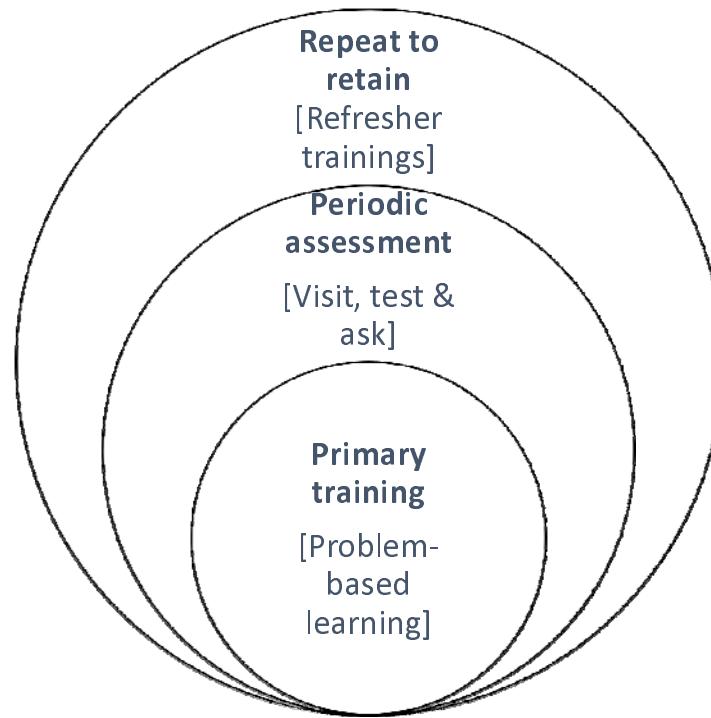 Repeat to
retain
[Refresher
trainings]
Periodic
assessment
[Visit, test &
ask]
Primary
training
[Problem-
based
learning]